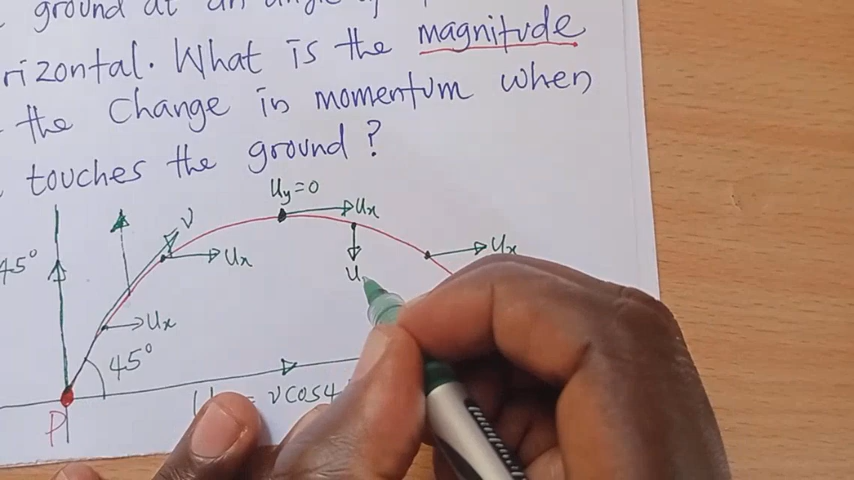 ground at an angle of
rizontal. What is the magnitude
the Change in momentum when
touches the ground?
Uy=0
Ux
V
Ux
Ux
45°
U
Ux
45°
P
VCOS4